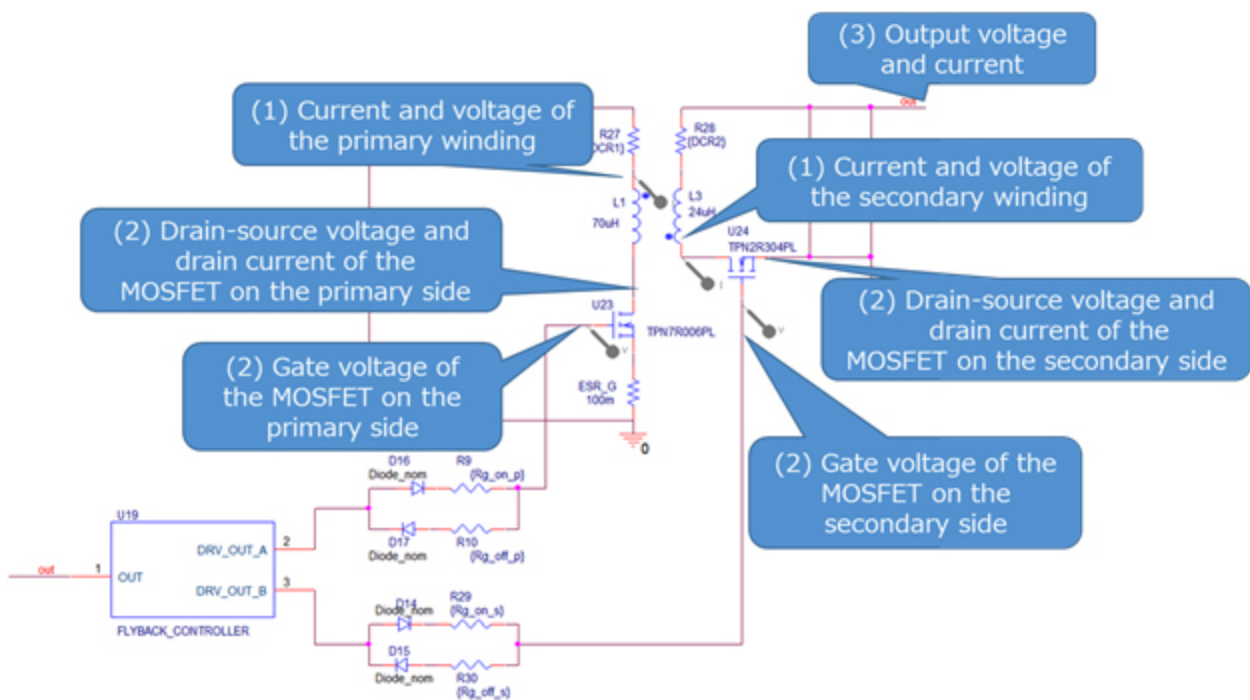 (3) Output voltage
and current
out
(1) Current and voltage of
the primary winding
R27
R28
{DCR2}
(1) Current and voltage of
the secondary winding
L1
70uH
L3
24uH
U24
TPN2R304PL
(2) Drain-source voltage and
drain current of the
MOSFET on the primary side
U23
TPN7R006PL
(2) Drain-source voltage and
drain current of the
MOSFET on the secondary side
(2) Gate voltage of
the MOSFET on the
primary side
ESR_G
100m
0
(2) Gate voltage of the
MOSFET on the
secondary side
D16
Diode_nom
R9
{Rg_on_p}
D17
Diode_nom
R10
{Rg_off_p}
U19
DRV_OUT_A
2
out
1
OUT
DRV_OUT_B
3
FLYBACK_CONTROLLER
D14
Diode_nom
R29
{Rg_on_s}
D15
Diode_nom
R30
{Rg_off_s}